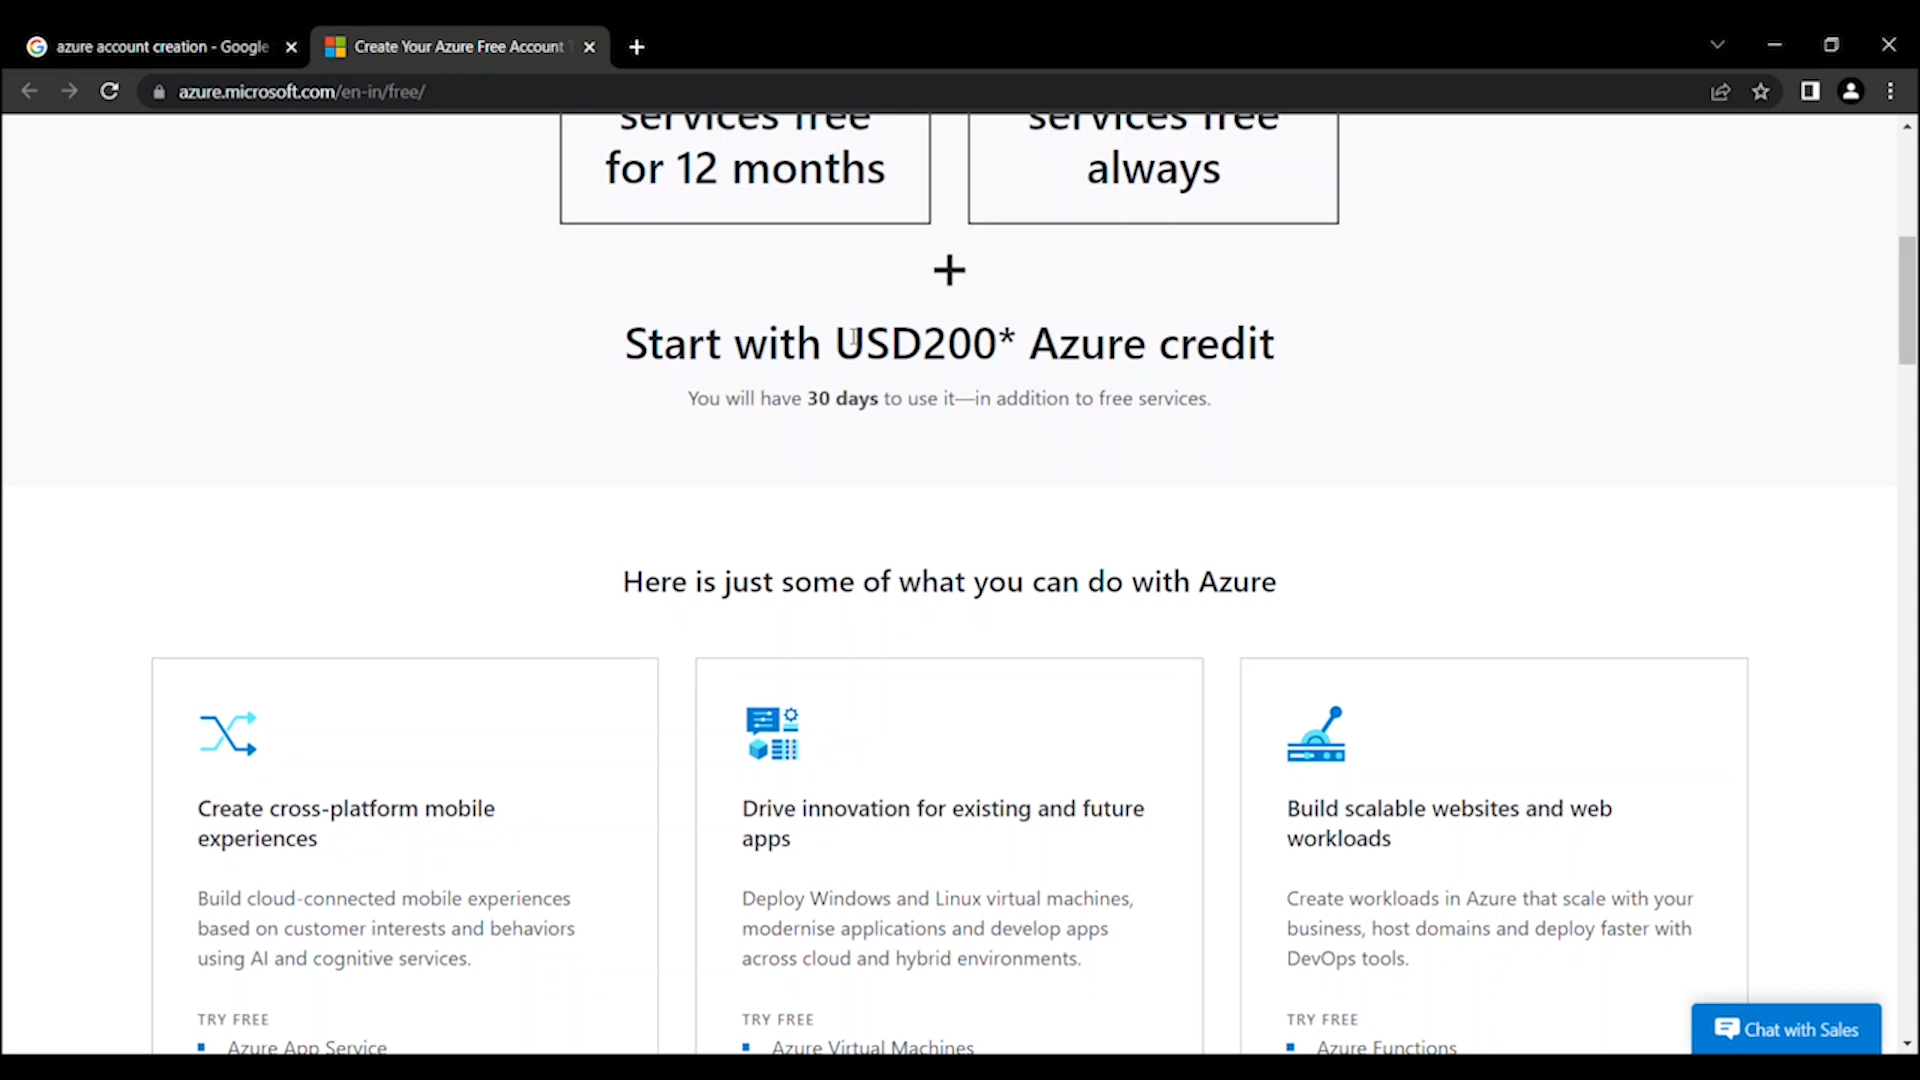 azure account creation - Google
Create Your Azure Free Account T
azure.microsoft.com/en-in/free/
services free
for 12 months
services free
always
+
Start with USD200* Azure credit
You will have 30 days to use it—in addition to free services.
Here is just some of what you can do with Azure
Create cross-platform mobile
experiences
Build cloud-connected mobile experiences
based on customer interests and behaviors
using AI and cognitive services.
TRY FREE
Azure App Service
Drive innovation for existing and future
apps
Deploy Windows and Linux virtual machines,
modernise applications and develop apps
across cloud and hybrid environments.
TRY FREE
Azure Virtual Machines
Build scalable websites and web
workloads
Create workloads in Azure that scale with your
business, host domains and deploy faster with
DevOps tools.
TRY FREE
Azure Functions
Chat with Sales